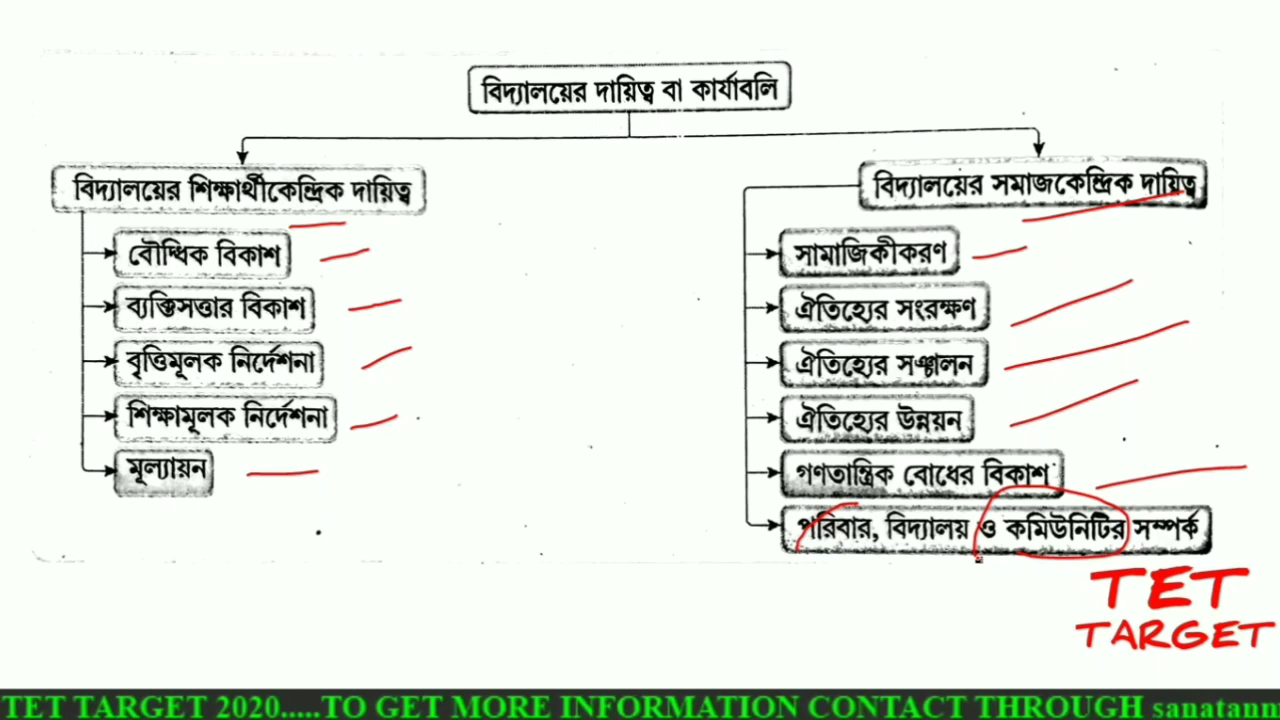 বিদ্যালয়ের দায়িত্ব বা কার্যাবলি
বিদ্যালয়ের শিক্ষার্থীকেন্দ্রিক দায়িত্ব
বৌদ্ধিক বিকাশ
ব্যক্তিসত্তার বিকাশ
বৃত্তিমূলক নির্দেশনা
শিক্ষামূলক নির্দেশনা
মূল্যায়ন
বিদ্যালয়ের সমাজকেন্দ্রিক দায়িত্ব
সামাজিকীকরণ
ঐতিহ্যের সংরক্ষণ
ঐতিহ্যের সঞ্চালন
ঐতিহ্যের উন্নয়ন
গণতান্ত্রিক বোধের বিকাশ
পরিবার, বিদ্যালয় ও কমিউনিটির সম্পর্ক
TET
TARGET
TET TARGET 2020.....TO GET MORE INFORMATION CONTACT THROUGH sanatann